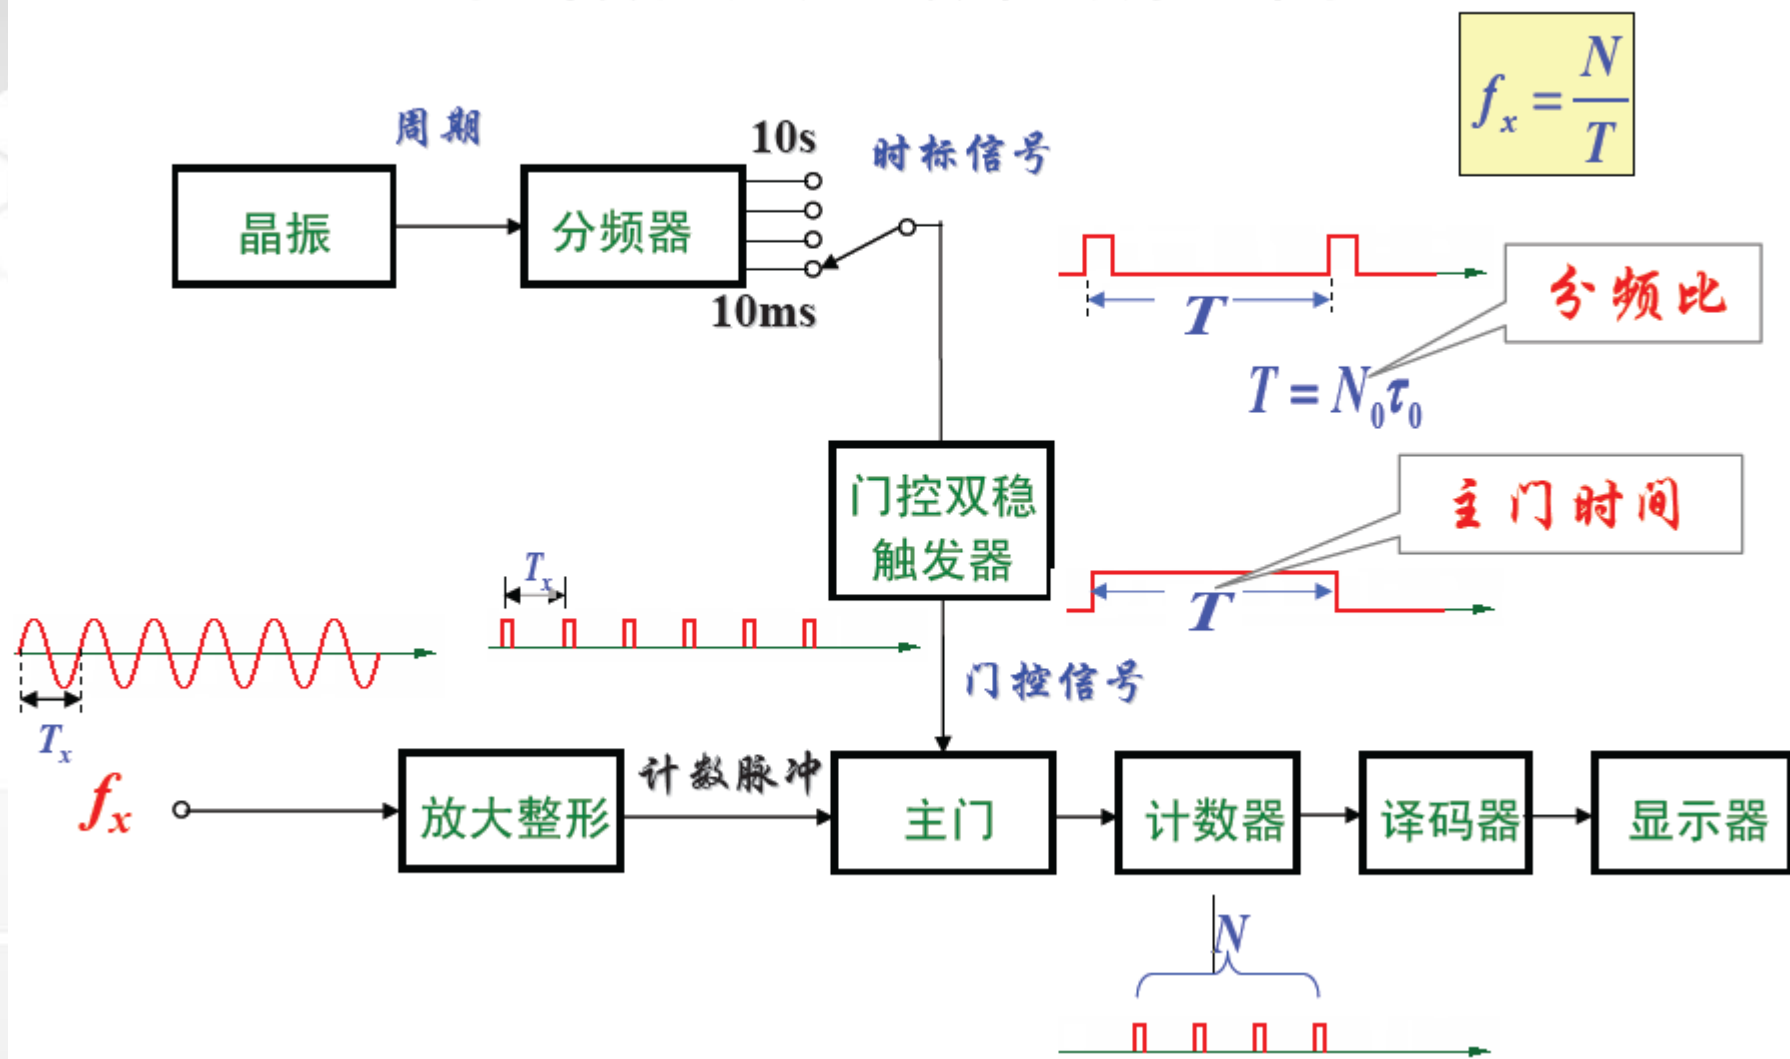 f_x = N/T
周期
10s
时标信号
晶振
分频器
10ms
T
分频比
T = N_0τ_0
门控双稳
触发器
主门时间
T
T_x
T_x
门控信号
f_x
放大整形
计数脉冲
主门
计数器
译码器
显示器
N